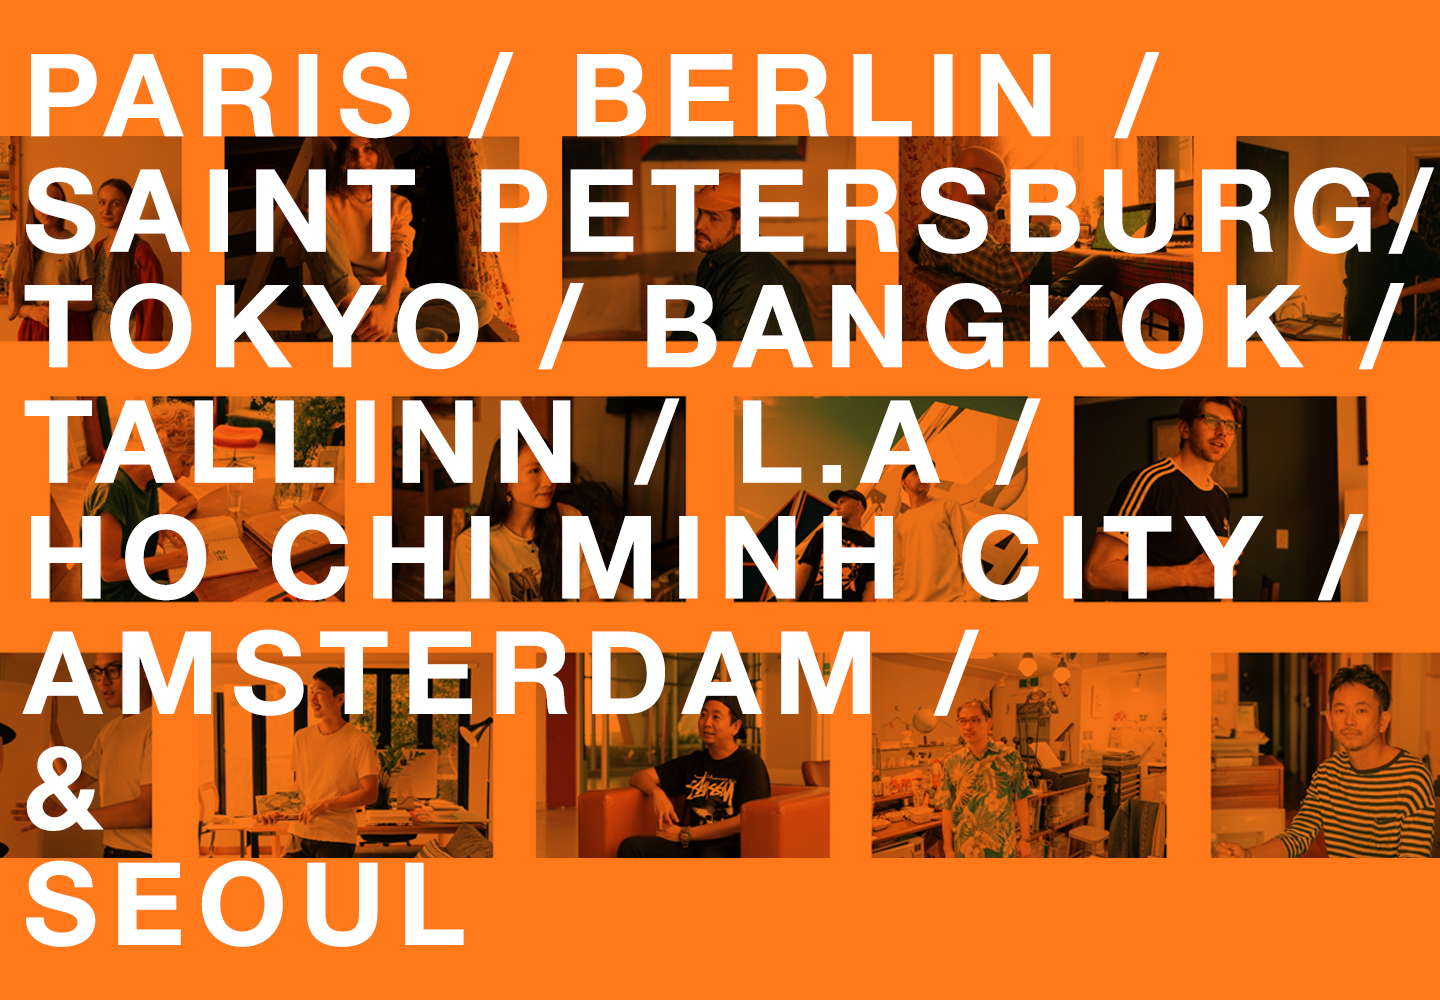 PARIS / BERLIN /
SAINT PETERSBURG/
TOKYO / BANGKOK /
TALLINN / L.A /
HO CHI MINH CITY /
AMSTERDAM /
&
SEOUL